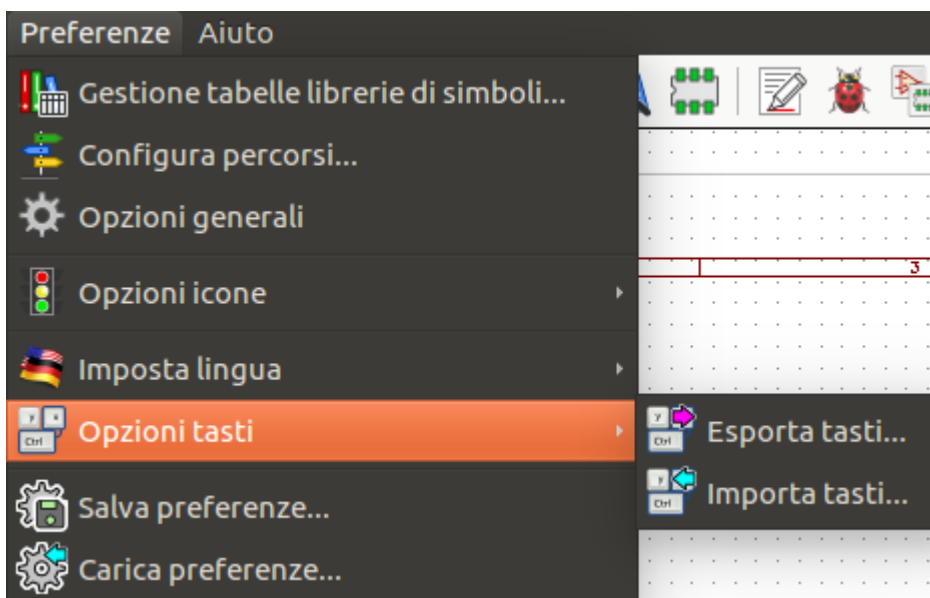 Preferenze Aiuto
Gestione tabelle librerie di simboli...
Configura percorsi...
Opzioni generali
3
Opzioni icone
Imposta lingua
Opzioni tasti
Esporta tasti...
Importa tasti...
Salva preferenze...
Carica preferenze...